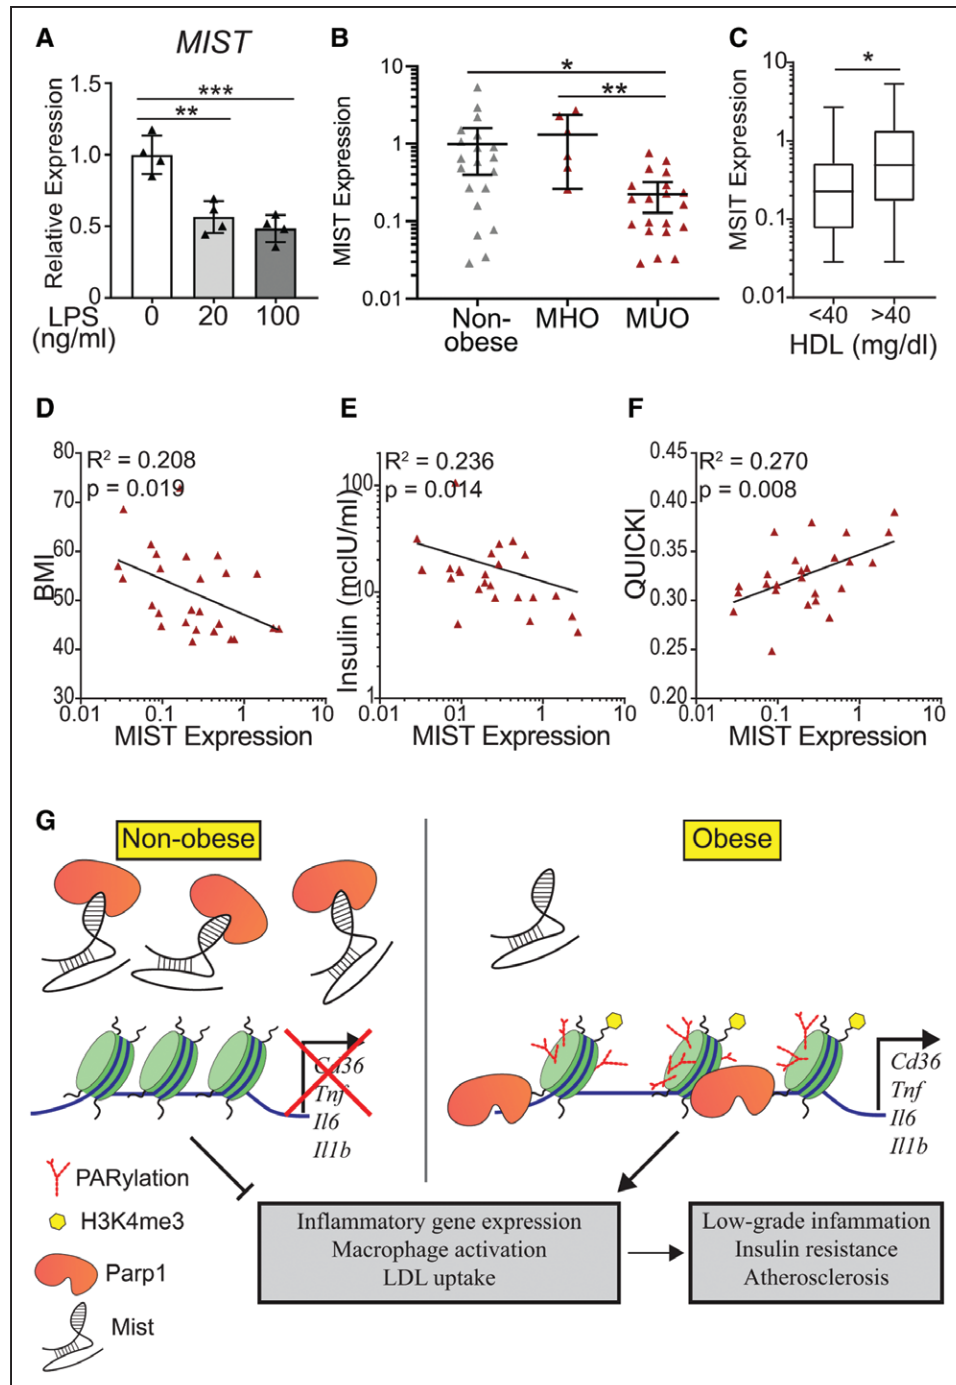 A
MIST
Relative Expression
1.5
1.0
0.5
0
***
**
LPS
(ng/ml)
0 20 100
B
MIST Expression
10
1
0.1
0.01
*
**
Non-
obese
MHO
MUO
C
MSIT Expression
10
1
0.1
0.01
*
<40 >40
HDL (mg/dl)
D
BMI
80
70
60
50
40
30
R² = 0.208
p = 0.019
0.01 0.1 1 10
MIST Expression
E
Insulin (mcIU/ml)
100
10
1
R² = 0.236
p = 0.014
0.01 0.1 1 10
MIST Expression
F
QUICKI
0.45
0.40
0.35
0.30
0.25
0.20
R² = 0.270
p = 0.008
0.01 0.1 1 10
MIST Expression
G
Non-obese
Obese
Cd36
Tnf
Il6
Il1b
Cd36
Tnf
Il6
Il1b
PARylation
H3K4me3
Parp1
Mist
Inflammatory gene expression
Macrophage activation
LDL uptake
Low-grade infammation
Insulin resistance
Atherosclerosis